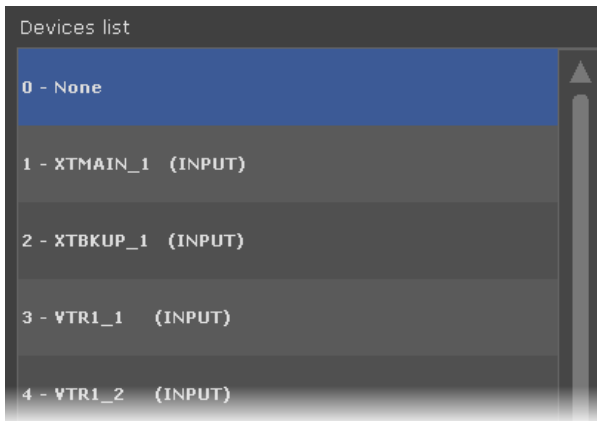 Devices list
0 - None
1 - XTMAIN_1 (INPUT)
2 - XTBKUP_1 (INPUT)
3 - VTR1_1 (INPUT)
4 - VTR1_2 (INPUT)